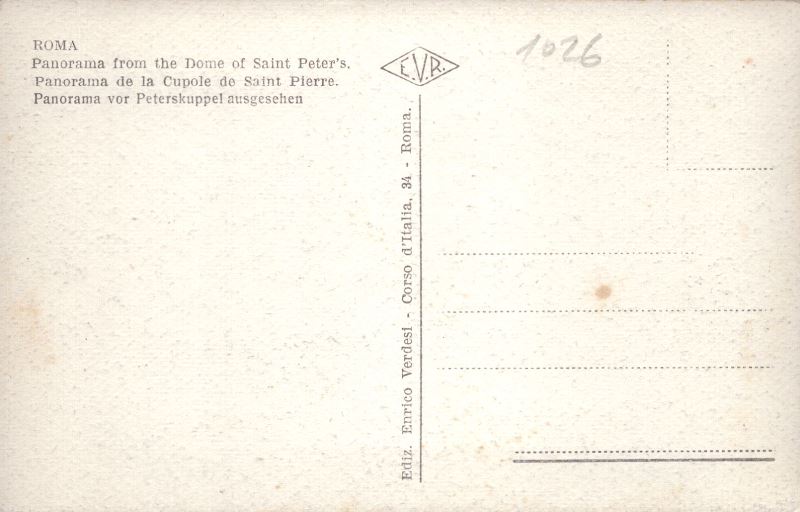 ROMA
Panorama from the Dome of Saint Peter's.
Panorama de la Cupole de Saint Pierre.
Panorama vor Peterskuppel ausgesehen
E.V.R.
1026
Ediz. Enrico Verdesi - Corso d'Italia, 34 - Roma.